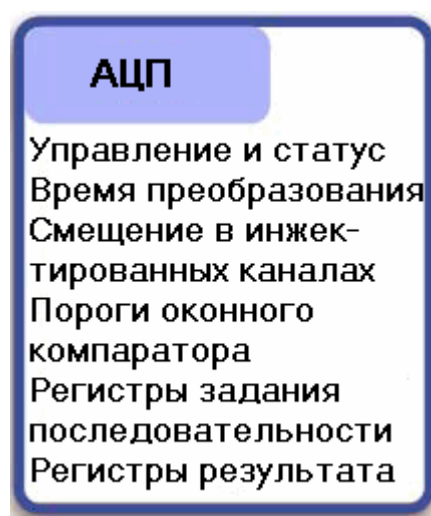 АЦП
Управление и статус
Время преобразования
Смещение в инжек-
тированных каналах
Пороги оконного
компаратора
Регистры задания
последовательности
Регистры результата